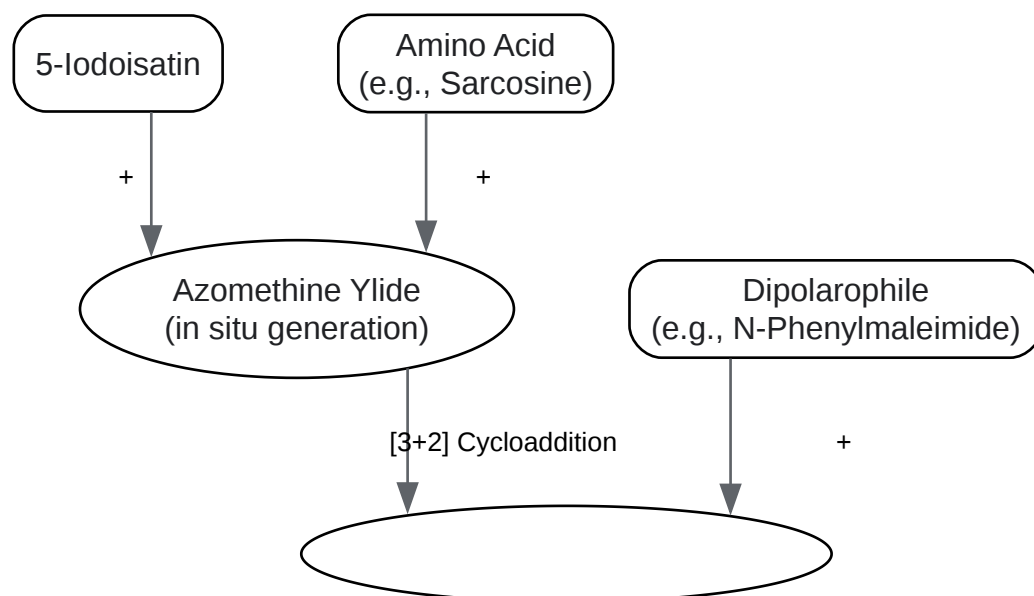 5-Iodoisatin
Amino Acid
(e.g., Sarcosine)
+
+
Azomethine Ylide
(in situ generation)
Dipolarophile
(e.g., N-Phenylmaleimide)
[3+2] Cycloaddition
+